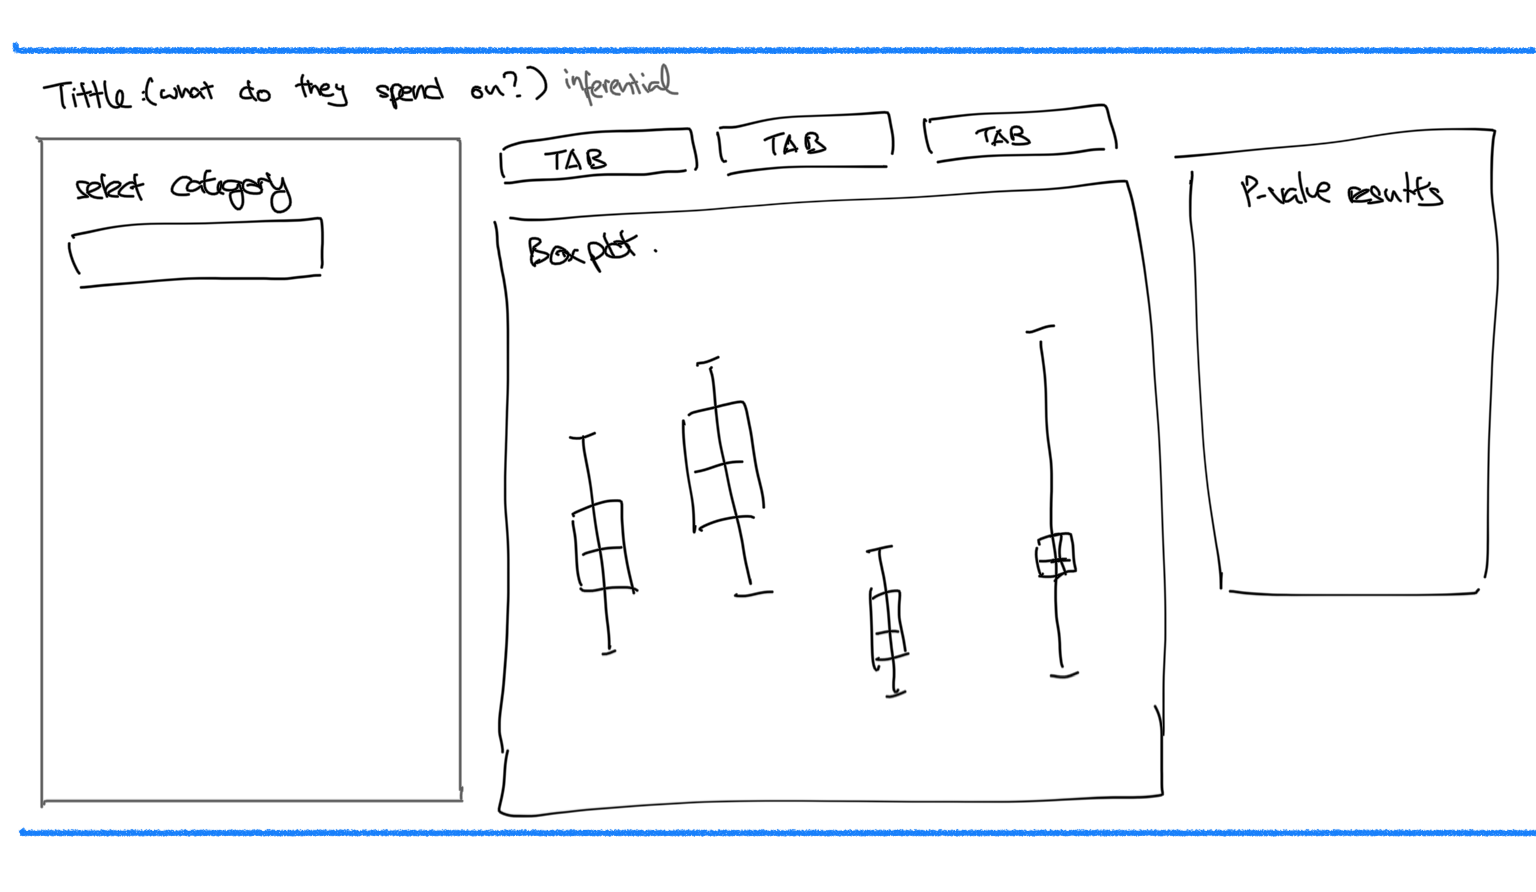 Tittle: (what do they spend on?) inferential
select category
TAB
TAB
TAB
Boxplot.
P-value results